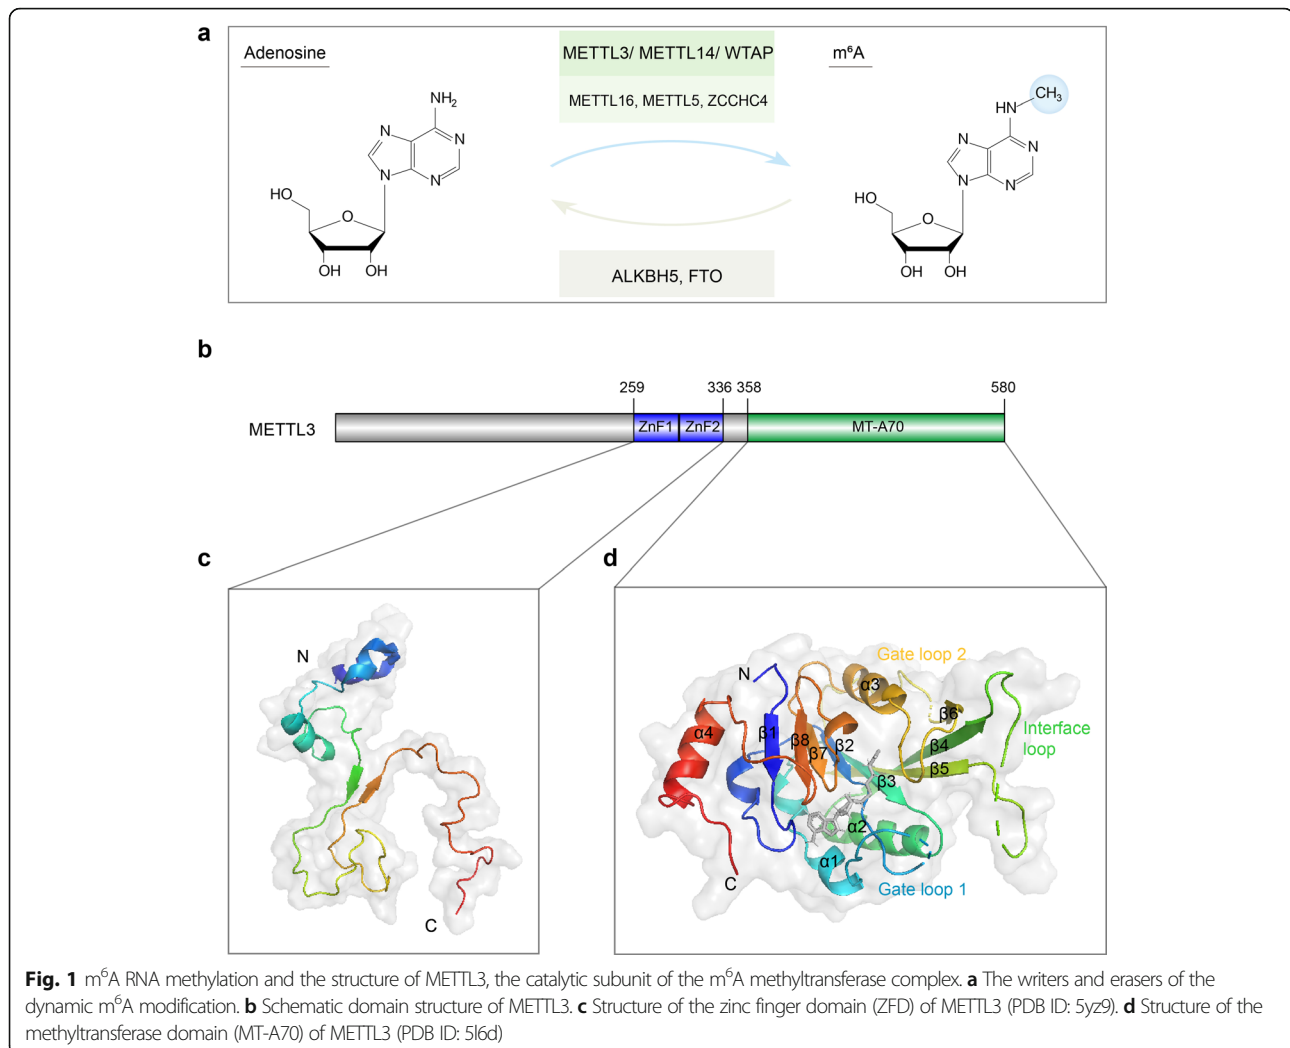 a
Adenosine
METTL3/ METTL14/ WTAP
METTL16, METTL5, ZCCHC4
m⁶A
NH₂
N
N
N
N
HO
O
OH
OH
CH₃
HN
N
N
N
N
HO
O
OH
OH
ALKBH5, FTO
b
259
336
358
580
METTL3
ZnF1
ZnF2
MT-A70
c
N
C
d
Gate loop 2
N
α3
β6
α4
β1
β8
β7
β2
β4
β5
Interface
loop
β3
α2
α1
C
Gate loop 1
Fig. 1 m⁶A RNA methylation and the structure of METTL3, the catalytic subunit of the m⁶A methyltransferase complex. a The writers and erasers of the
dynamic m⁶A modification. b Schematic domain structure of METTL3. c Structure of the zinc finger domain (ZFD) of METTL3 (PDB ID: 5yz9). d Structure of the
methyltransferase domain (MT-A70) of METTL3 (PDB ID: 5l6d)